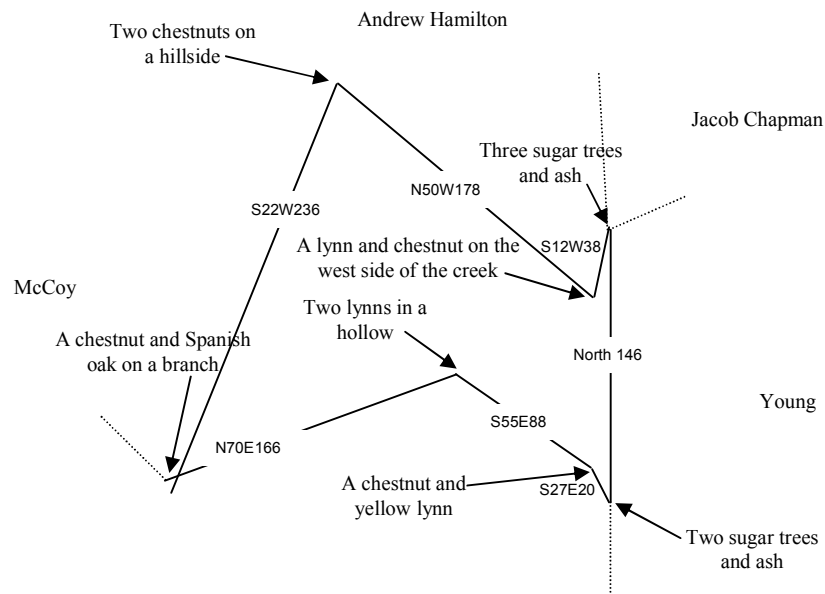 Andrew Hamilton
Two chestnuts on
a hillside
Jacob Chapman
Three sugar trees
and ash
N50W178
S22W236
S12W38
A lynn and chestnut on the
west side of the creek
McCoy
Two lynns in a
hollow
A chestnut and Spanish
oak on a branch
North 146
Young
S55E88
N70E166
A chestnut and
yellow lynn
S27E20
Two sugar trees
and ash